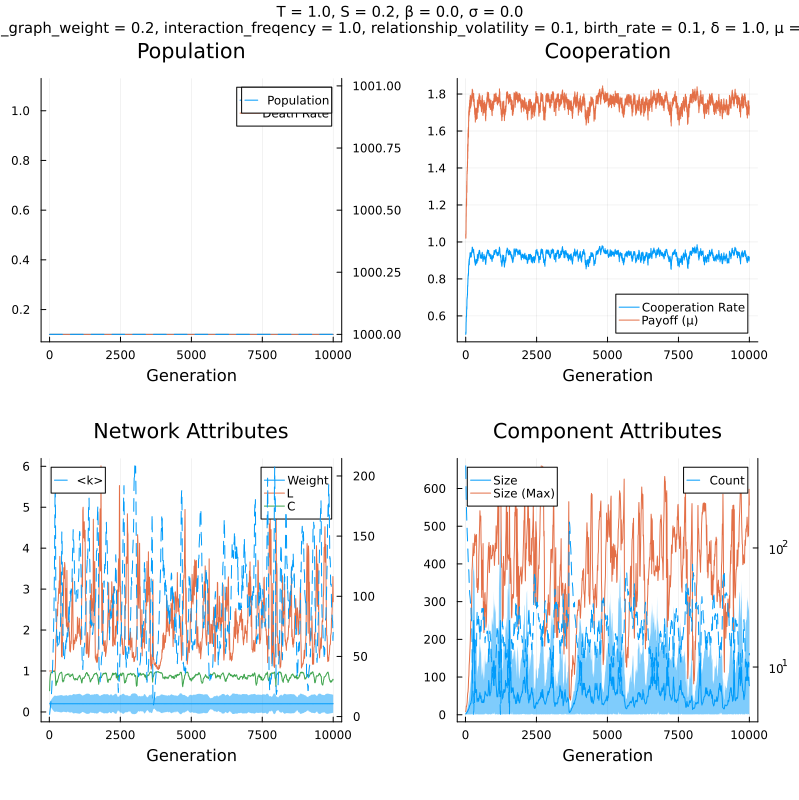 T = 1.0, S = 0.2, β = 0.0, σ = 0.0
_graph_weight = 0.2, interaction_freqency = 1.0, relationship_volatility = 0.1, birth_rate = 0.1, δ = 1.0, μ =
Population
Cooperation
1.0
0.8
0.6
0.4
0.2
1001.00
1000.75
1000.50
1000.25
1000.00
Population
Death Rate
0
2500
5000
7500
10000
Generation
1.8
1.6
1.4
1.2
1.0
0.8
0.6
Cooperation Rate
Payoff (μ)
0
2500
5000
7500
10000
Generation
Network Attributes
Component Attributes
6
5
4
3
2
1
0
200
150
100
50
0
<k>
Weight
L
C
0
2500
5000
7500
10000
Generation
600
500
400
300
200
100
0
10²
10¹
Size
Size (Max)
Count
0
2500
5000
7500
10000
Generation